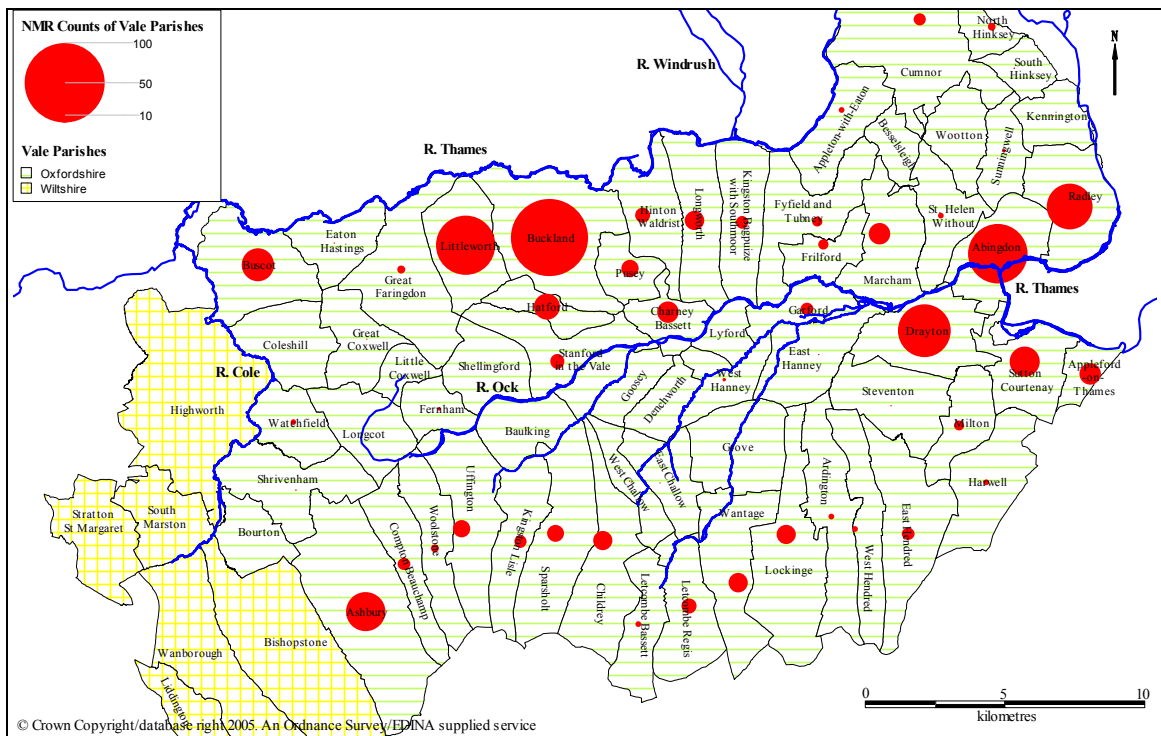 NMR Counts of Vale Parishes
100
50
10
Vale Parishes
Oxfordshire
Wiltshire
N
R. Windrush
R. Thames
North
Hinksey
South
Hinksey
Cumnor
Kennington
Appleton-with-Eaton
Besselsleigh
Wootton
Sunningwell
Radley
Eaton
Hastings
Buscot
Littleworth
Buckland
Hinton
Waldrist
Longworth
Kingston Bagpuize
with Southmoor
Fyfield and
Tubney
St. Helen
Without
Abingdon
Frilford
Great
Faringdon
Pusey
Marcham
R. Thames
Hatford
Charney
Bassett
Garford
Drayton
Lyford
Coleshill
Great
Coxwell
Little
Coxwell
Shellingford
Stanford
in the Vale
R. Ock
Goosey
Denchworth
West
Hanney
East
Hanney
Sutton
Courtenay
Appleford
-on-
Thames
R. Cole
Steventon
Highworth
Fernham
Watchfield
Longcot
Baulking
Milton
Grove
West Challow
East Challow
Uffington
Ardington
Harwell
Shrivenham
Stratton
St Margaret
South
Marston
Bourton
Compton Beauchamp
Woolstone
Kingston Lisle
Wantage
East Hendred
Sparsholt
Childrey
Lockinge
West Hendred
Letcombe Bassett
Letcombe Regis
Ashbury
Bishopstone
Wanborough
Liddington
0
5
10
kilometres
© Crown Copyright/database right 2005. An Ordnance Survey/EDINA supplied service